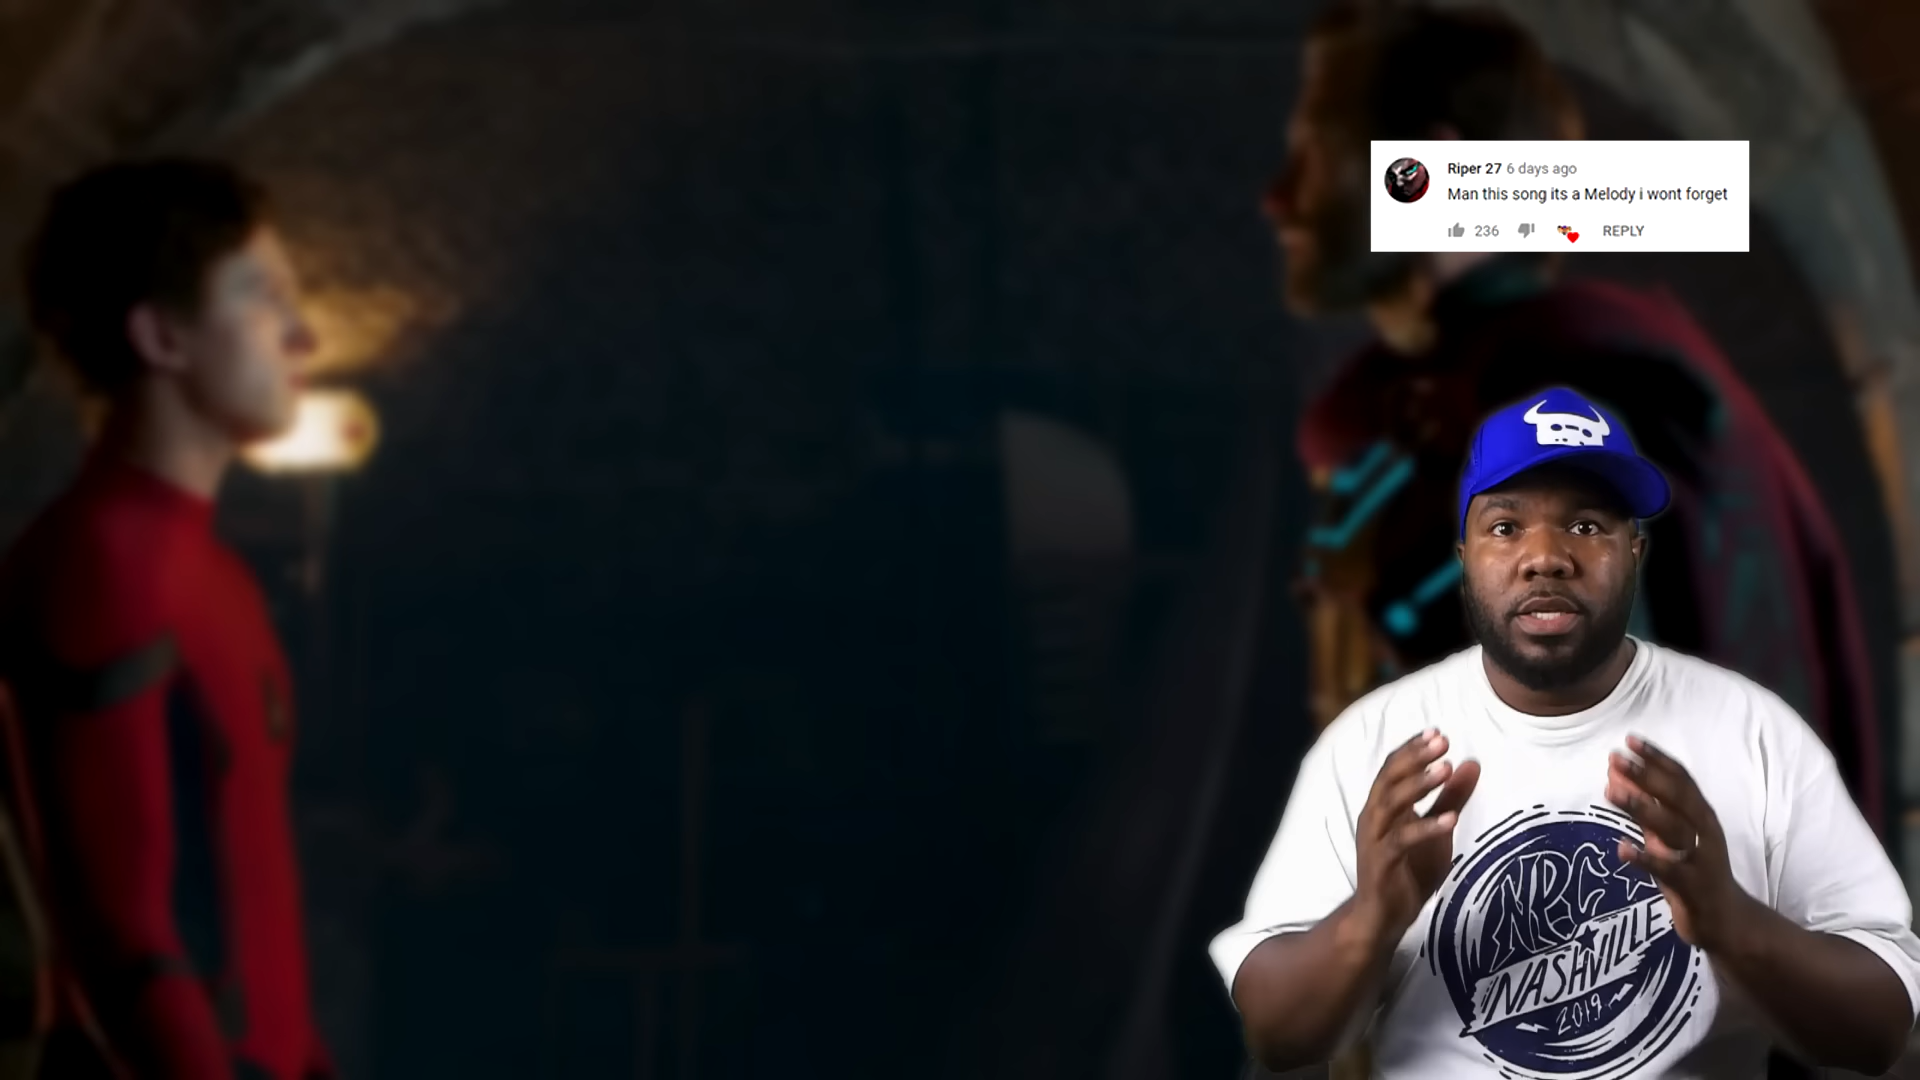 Riper 27 6 days ago
Man this song its a Melody i wont forget
236 REPLY
NPC
NASHVILLE
2019